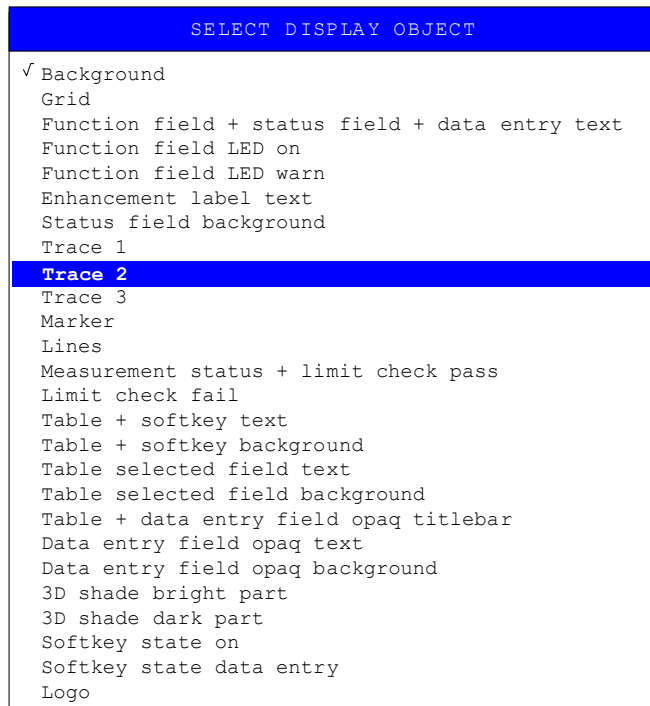 SELECT DISPLAY OBJECT
√ Background
Grid
Function field + status field + data entry text
Function field LED on
Function field LED warn
Enhancement label text
Status field background
Trace 1
Trace 2
Trace 3
Marker
Lines
Measurement status + limit check pass
Limit check fail
Table + softkey text
Table + softkey background
Table selected field text
Table selected field background
Table + data entry field opaq titlebar
Data entry field opaq text
Data entry field opaq background
3D shade bright part
3D shade dark part
Softkey state on
Softkey state data entry
Logo